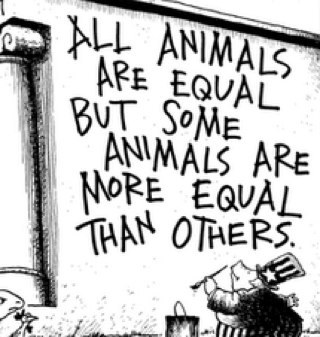 ALL ANIMALS
ARE EQUAL
BUT SOME
ANIMALS ARE
MORE EQUAL
THAN OTHERS.